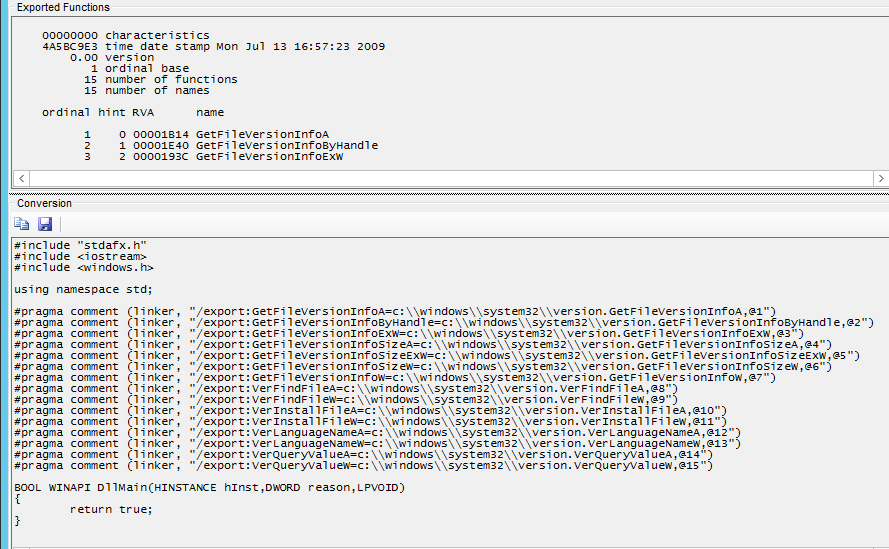 Exported Functions
00000000 characteristics
4A5BC9E3 time date stamp Mon Jul 13 16:57:23 2009
0.00 version
1 ordinal base
15 number of functions
15 number of names
ordinal hint RVA name
1 0 00001B14 GetFileVersionInfoA
2 1 00001E40 GetFileVersionInfoByHandle
3 2 0000193C GetFileVersionInfoExW
Conversion
#include "stdafx.h"
#include <iostream>
#include <windows.h>
using namespace std;
#pragma comment (linker, "/export:GetFileVersionInfoA=c:\\windows\\system32\\version.GetFileVersionInfoA,@1")
#pragma comment (linker, "/export:GetFileVersionInfoByHandle=c:\\windows\\system32\\version.GetFileVersionInfoByHandle,@2")
#pragma comment (linker, "/export:GetFileVersionInfoExW=c:\\windows\\system32\\version.GetFileVersionInfoExW,@3")
#pragma comment (linker, "/export:GetFileVersionInfoSizeA=c:\\windows\\system32\\version.GetFileVersionInfoSizeA,@4")
#pragma comment (linker, "/export:GetFileVersionInfoSizeExW=c:\\windows\\system32\\version.GetFileVersionInfoSizeExW,@5")
#pragma comment (linker, "/export:GetFileVersionInfoSizeW=c:\\windows\\system32\\version.GetFileVersionInfoSizeW,@6")
#pragma comment (linker, "/export:GetFileVersionInfoW=c:\\windows\\system32\\version.GetFileVersionInfoW,@7")
#pragma comment (linker, "/export:VerFindFileA=c:\\windows\\system32\\version.VerFindFileA,@8")
#pragma comment (linker, "/export:VerFindFileW=c:\\windows\\system32\\version.VerFindFileW,@9")
#pragma comment (linker, "/export:VerInstallFileA=c:\\windows\\system32\\version.VerInstallFileA,@10")
#pragma comment (linker, "/export:VerInstallFileW=c:\\windows\\system32\\version.VerInstallFileW,@11")
#pragma comment (linker, "/export:VerLanguageNameA=c:\\windows\\system32\\version.VerLanguageNameA,@12")
#pragma comment (linker, "/export:VerLanguageNameW=c:\\windows\\system32\\version.VerLanguageNameW,@13")
#pragma comment (linker, "/export:VerQueryValueA=c:\\windows\\system32\\version.VerQueryValueA,@14")
#pragma comment (linker, "/export:VerQueryValueW=c:\\windows\\system32\\version.VerQueryValueW,@15")
BOOL WINAPI DllMain(HINSTANCE hInst,DWORD reason,LPVOID)
{
return true;
}